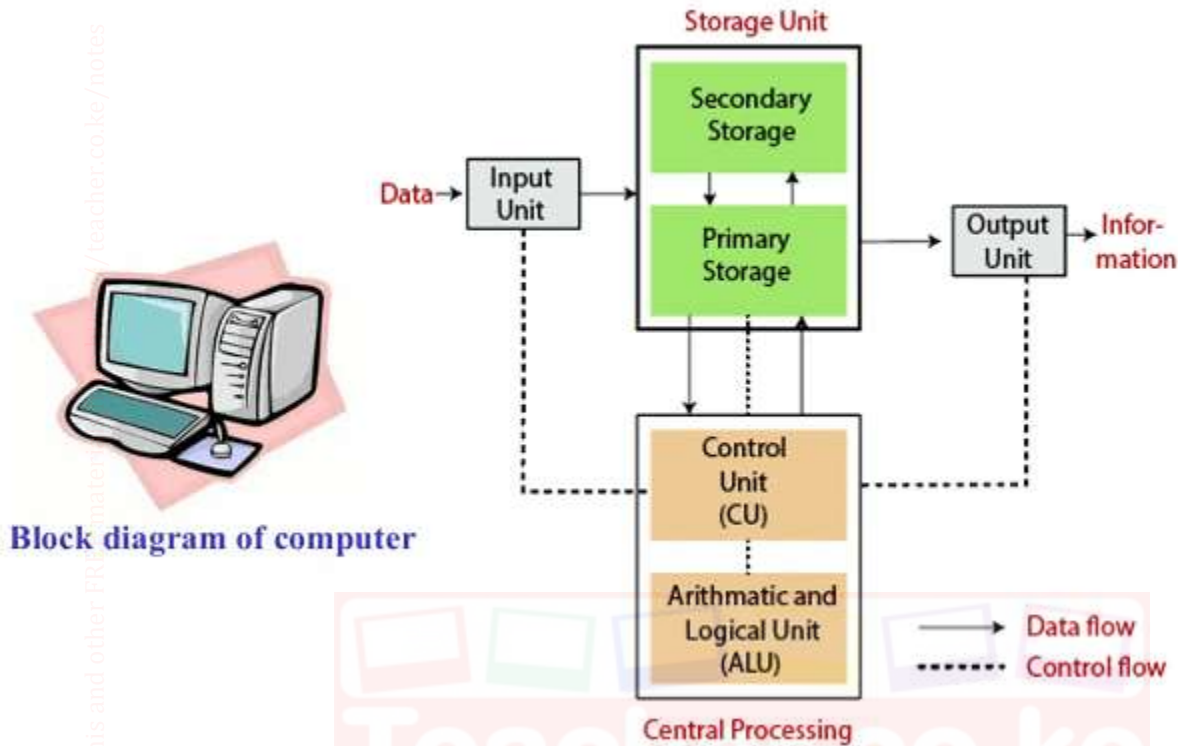 Storage Unit
Secondary
Storage
Data
Input
Unit
Primary
Storage
Output
Unit
Infor-
mation
Block diagram of computer
Control
Unit
(CU)
Arithmatic and
Logical Unit
(ALU)
Data flow
Control flow
Central Processing